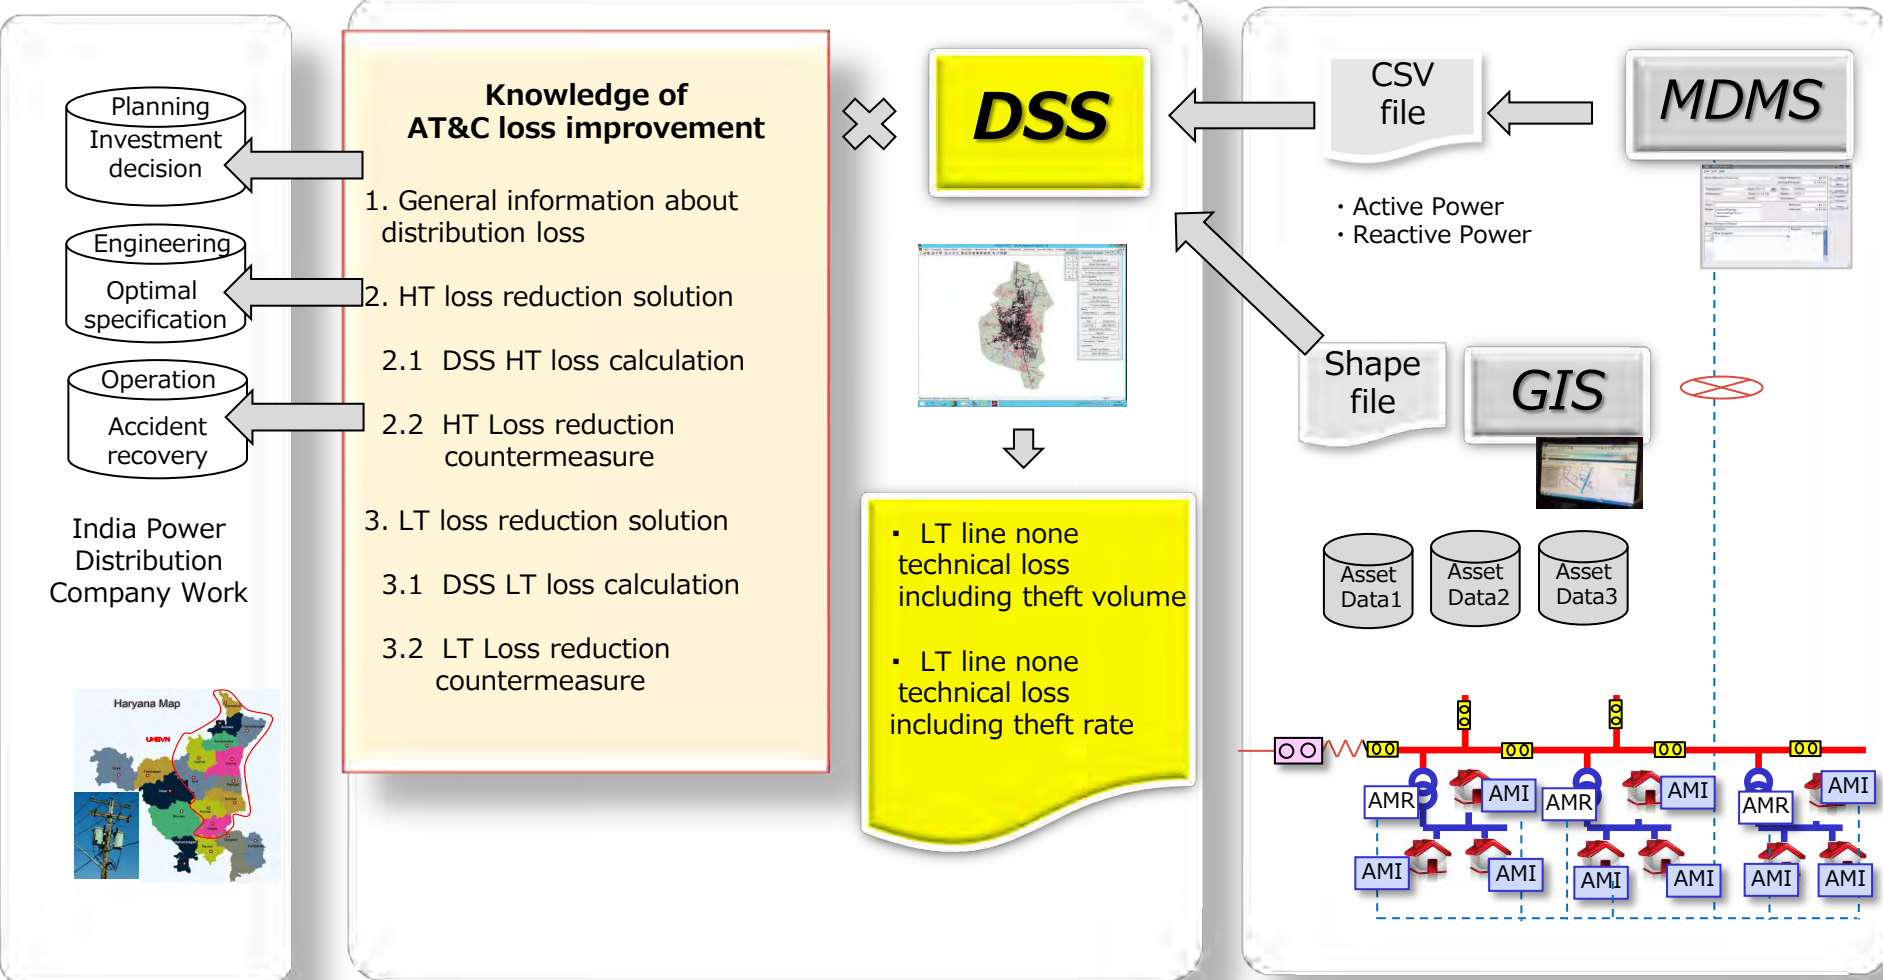 Planning
Investment
decision
Engineering
Optimal
specification
Operation
Accident
recovery
India Power
Distribution
Company Work
Haryana Map
UHBVN
Knowledge of
AT&C loss improvement
1. General information about
distribution loss
2. HT loss reduction solution
2.1 DSS HT loss calculation
2.2 HT Loss reduction
countermeasure
3. LT loss reduction solution
3.1 DSS LT loss calculation
3.2 LT Loss reduction
countermeasure
DSS
・ LT line none
technical loss
including theft volume
・ LT line none
technical loss
including theft rate
CSV
file
MDMS
・Active Power
・Reactive Power
Shape
file
GIS
Asset
Data1
Asset
Data2
Asset
Data3
AMR
AMI
AMR
AMI
AMR
AMI
AMI
AMI
AMI
AMI
AMI
AMI